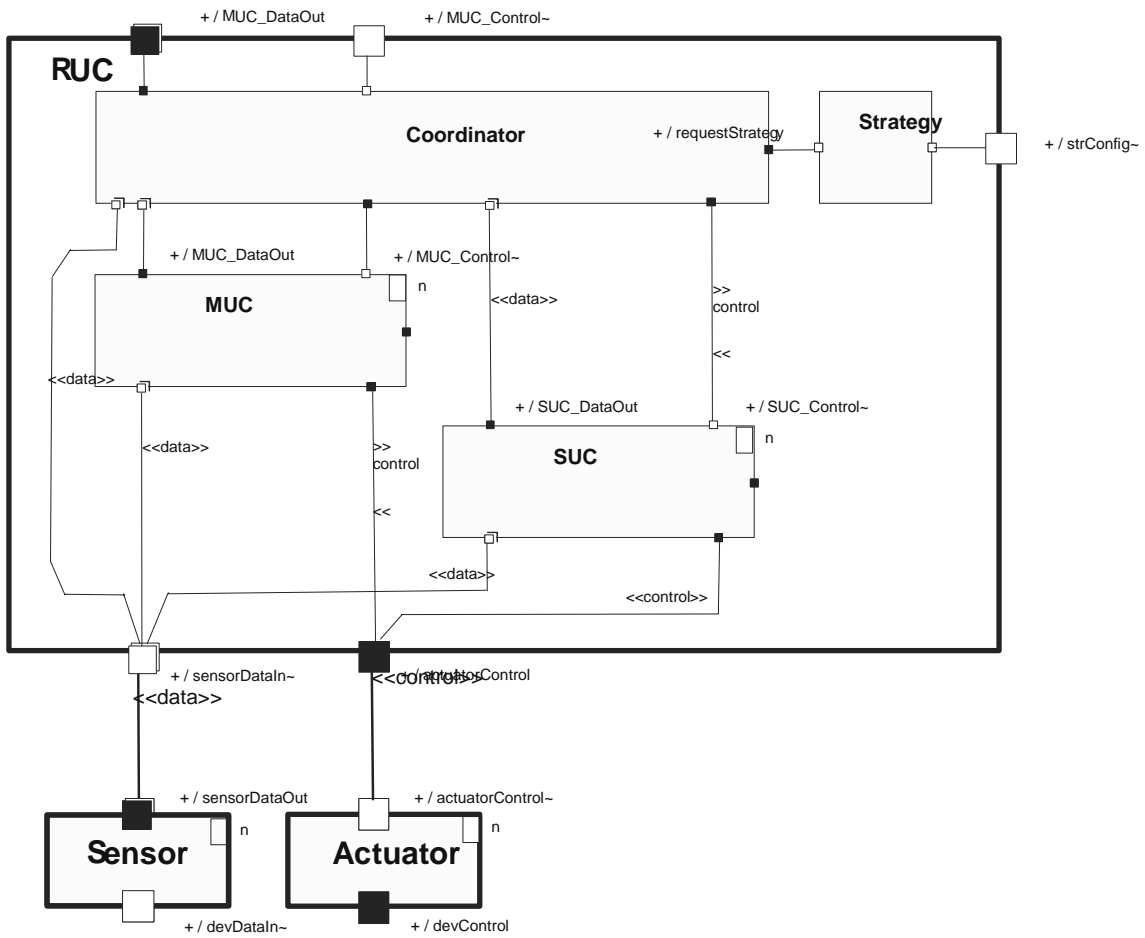 + / MUC_DataOut
+ / MUC_Control~
RUC
Coordinator
+ / requestStrategy
Strategy
+ / strConfig~
+ / MUC_DataOut
+ / MUC_Control~
n
MUC
<<data>>
>>
control
<<
<<data>>
+ / SUC_DataOut
+ / SUC_Control~
n
SUC
<<data>>
>>
control
<<
<<data>>
<<control>>
+ / sensorDataIn~
<<data>>
+ / actuatorControl
<<control>>
+ / sensorDataOut
+ / actuatorControl~
n
n
Sensor
Actuator
+ / devDataIn~
+ / devControl